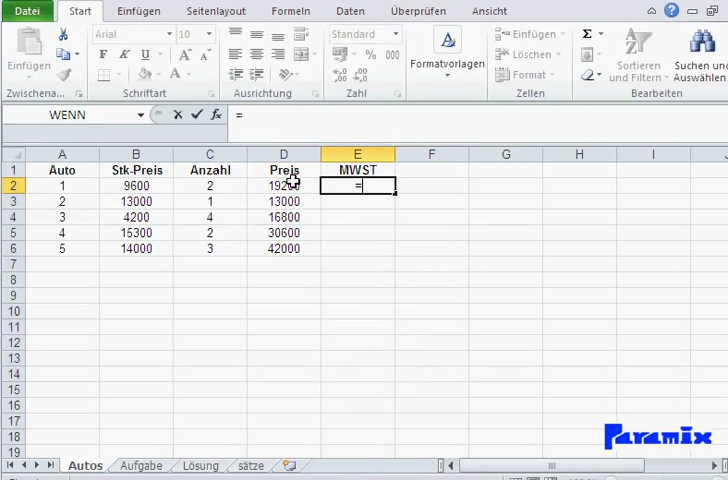 Datei Start Einfügen Seitenlayout Formeln Daten Überprüfen Ansicht
Arial 10 Standard Einfügen
Einfügen F K U A A % 000 Formatvorlagen Löschen Sortieren Suchen und
Format und Filtern Auswählen
Zwischena... Schriftart Ausrichtung Zahl Zellen Bearbeiten
WENN =
A B C D E F G H I
1 Auto Stk-Preis Anzahl Preis MWST
2 1 9600 2 19200 =
3 2 13000 1 13000
4 3 4200 4 16800
5 4 15300 2 30600
6 5 14000 3 42000
7
8
9
10
11
12
13
14
15
16
17
18
19
Paramix
Autos Aufgabe Lösung sätze